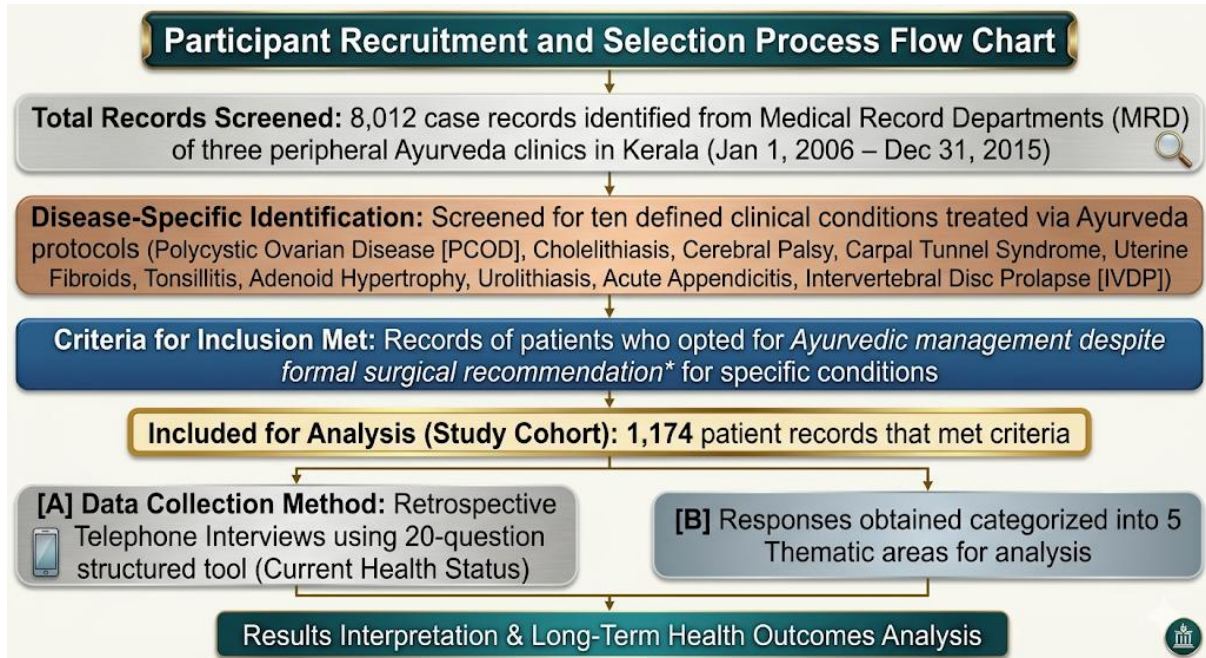 Participant Recruitment and Selection Process Flow Chart
Total Records Screened: 8,012 case records identified from Medical Record Departments (MRD)
of three peripheral Ayurveda clinics in Kerala (Jan 1, 2006 – Dec 31, 2015)
Disease-Specific Identification: Screened for ten defined clinical conditions treated via Ayurveda
protocols (Polycystic Ovarian Disease [PCOD], Cholelithiasis, Cerebral Palsy, Carpal Tunnel Syndrome, Uterine
Fibroids, Tonsillitis, Adenoid Hypertrophy, Urolithiasis, Acute Appendicitis, Intervertebral Disc Prolapse [IVDP])
Criteria for Inclusion Met: Records of patients who opted for Ayurvedic management despite
formal surgical recommendation* for specific conditions
Included for Analysis (Study Cohort): 1,174 patient records that met criteria
[A] Data Collection Method: Retrospective
Telephone Interviews using 20-question
structured tool (Current Health Status)
[B] Responses obtained categorized into 5
Thematic areas for analysis
Results Interpretation & Long-Term Health Outcomes Analysis